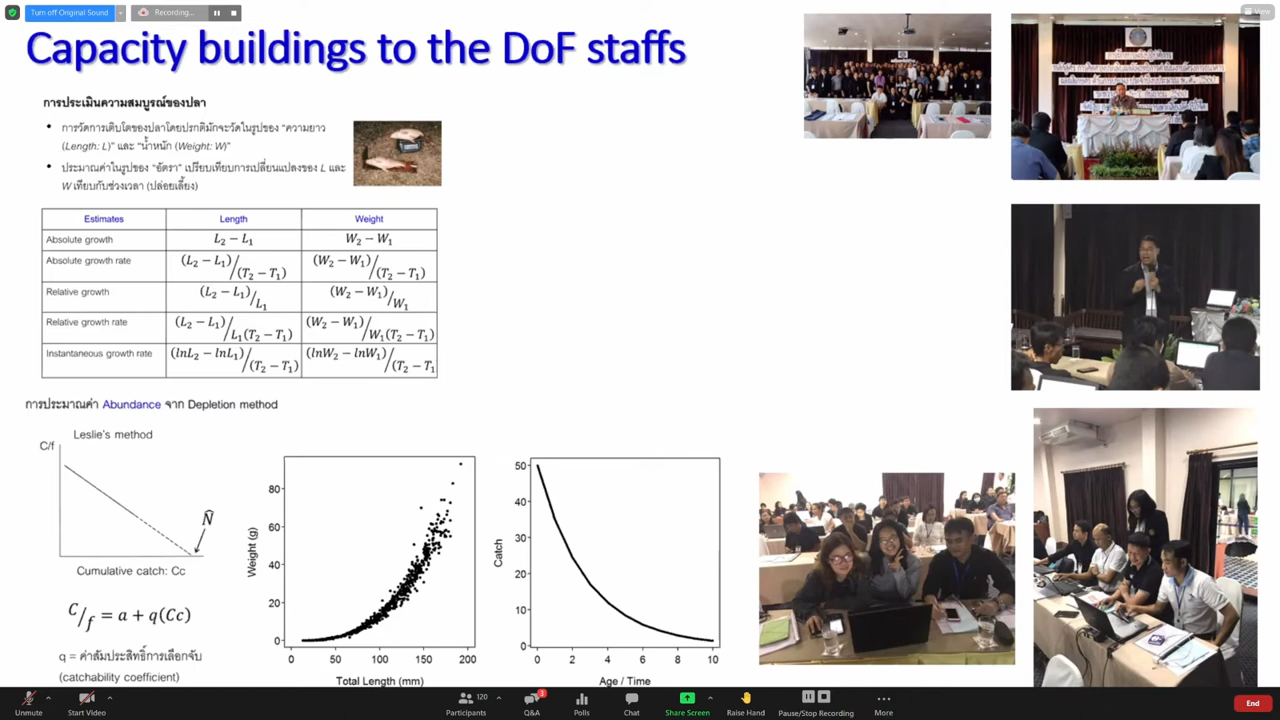 Turn off Original Sound
Recording...
View
Capacity buildings to the DoF staffs
การประเมินความสมบูรณ์ของปลา
• การวัดการเติบโตของปลาโดยปรกติมักจะวัดในรูปของ "ความยาว
(Length: L)" และ "น้ำหนัก (Weight: W)"
• ประมาณค่าในรูปของ "อัตรา" เปรียบเทียบการเปลี่ยนแปลงของ L และ
W เทียบกับช่วงเวลา (ปล่อยเลี้ยง)
Estimates Length Weight
Absolute growth L₂ − L₁ W₂ − W₁
Absolute growth rate (L₂ − L₁)/(T₂ − T₁) (W₂ − W₁)/(T₂ − T₁)
Relative growth (L₂ − L₁)/L₁ (W₂ − W₁)/W₁
Relative growth rate (L₂ − L₁)/L₁(T₂ − T₁) (W₂ − W₁)/W₁(T₂ − T₁)
Instantaneous growth rate (lnL₂ − lnL₁)/(T₂ − T₁) (lnW₂ − lnW₁)/(T₂ − T₁
การประมาณค่า Abundance จาก Depletion method
Leslie's method
C/f
N̂
Cumulative catch: Cc
C/f = a + q(Cc)
q = ค่าสัมประสิทธิ์การเลือกจับ
(catchability coefficient)
Weight (g)
80
60
40
20
0
0 50 100 150 200
Total Length (mm)
Catch
50
40
30
20
10
0
0 2 4 6 8 10
Age / Time
Unmute
Start Video
120
Participants
3
Q&A
Polls
Chat
Share Screen
Raise Hand
Pause/Stop Recording
More
End